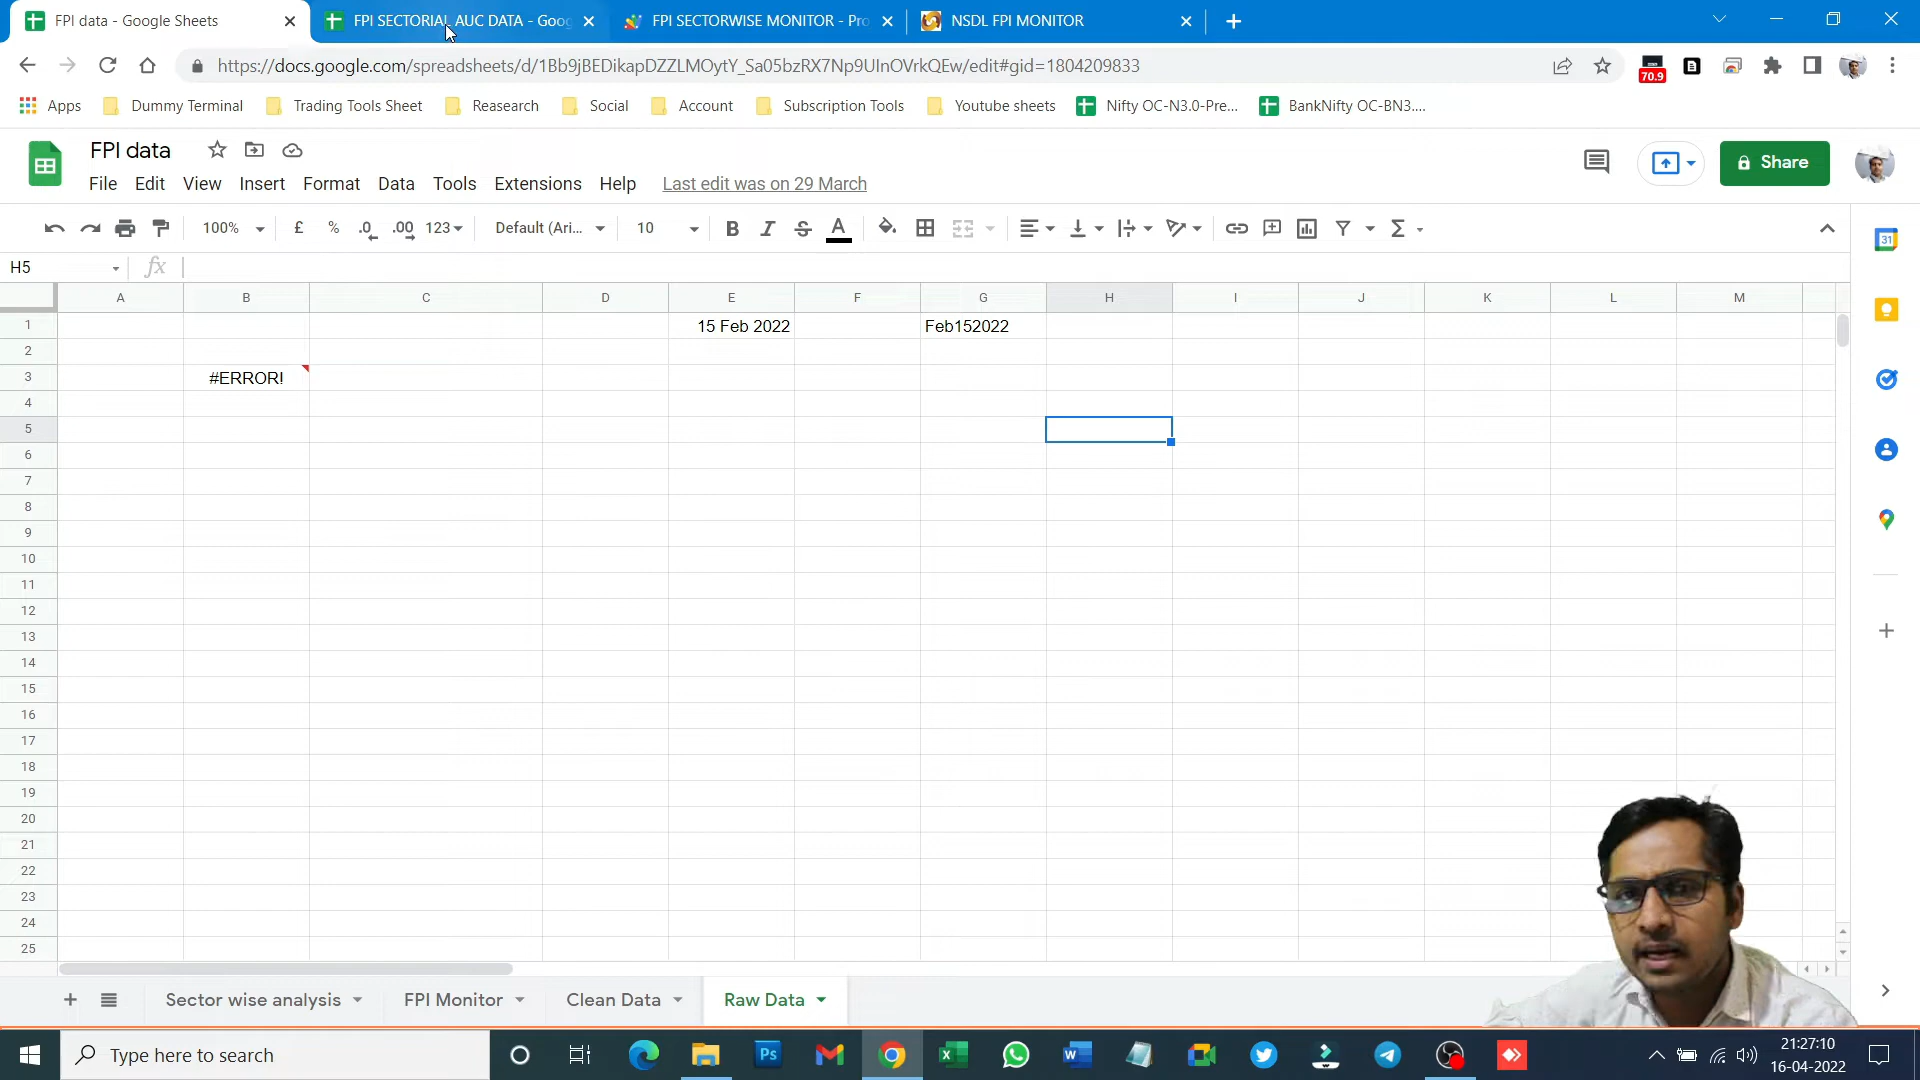 FPI data - Google Sheets
FPI SECTORIAL AUC DATA - Goog
FPI SECTORWISE MONITOR - Pro
NSDL FPI MONITOR
https://docs.google.com/spreadsheets/d/1Bb9jBEDikapDZZLMOytY_Sa05bzRX7Np9UInOVrkQEw/edit#gid=1804209833
70.9
Apps
Dummy Terminal
Trading Tools Sheet
Reasearch
Social
Account
Subscription Tools
Youtube sheets
Nifty OC-N3.0-Pre...
BankNifty OC-BN3....
FPI data
Share
File Edit View Insert Format Data Tools Extensions Help Last edit was on 29 March
100% £ % .0 .00 123 Default (Ari... 10 B I S A Σ
31
H5 fx
A B C D E F G H I J K L M
1 15 Feb 2022 Feb152022
2
3 #ERROR!
4
5
6
7
8
9
10
11
12
13
14
15
16
17
18
19
20
21
22
23
24
25
+ Sector wise analysis FPI Monitor Clean Data Raw Data
Type here to search
Ps
21:27:10
16-04-2022